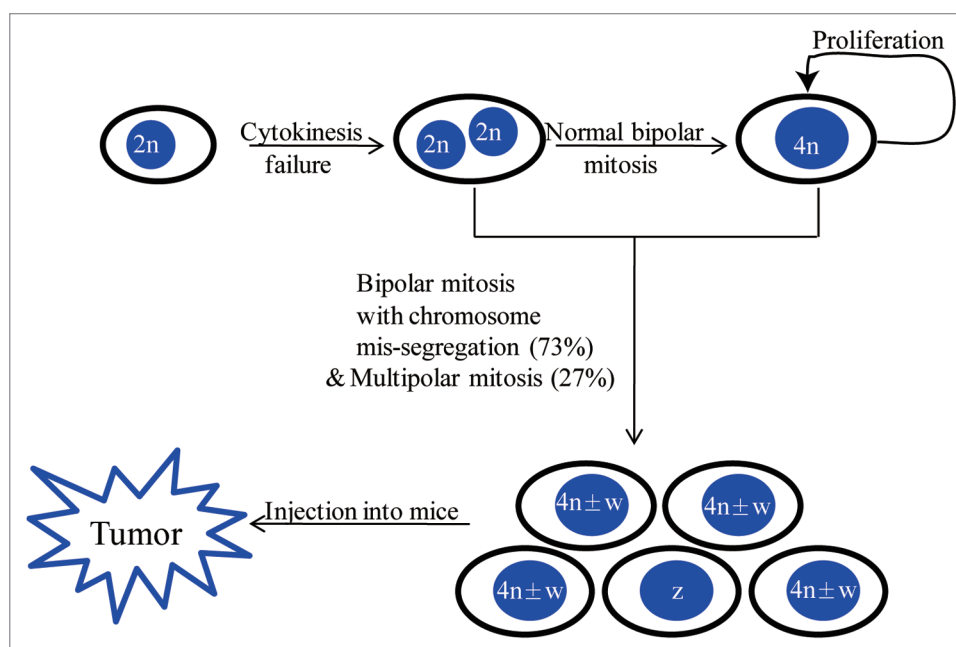 Proliferation
2n
Cytokinesis
failure
2n
2n
Normal bipolar
mitosis
4n
Bipolar mitosis
with chromosome
mis-segregation (73%)
& Multipolar mitosis (27%)
4n±w
4n±w
Injection into mice
Tumor
4n±w
z
4n±w